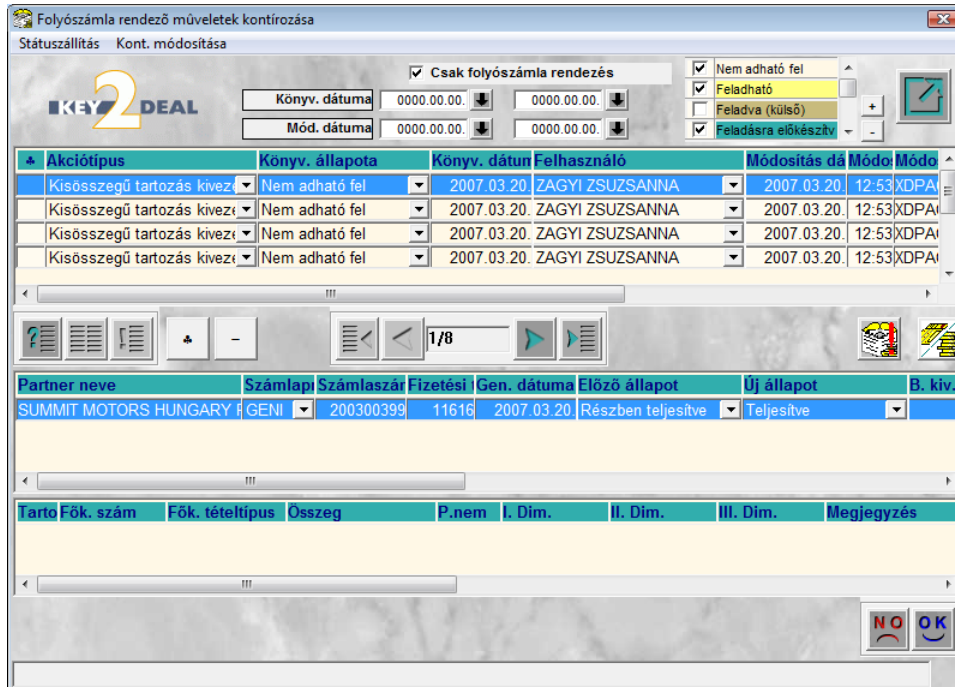 Folyószámla rendező műveletek kontírozása
Státuszállítás Kont. módosítása
KEY 2 DEAL
Csak folyószámla rendezés
Könyv. dátuma 0000.00.00. 0000.00.00.
Mód. dátuma 0000.00.00. 0000.00.00.
Nem adható fel
Feladható
Feladva (külső)
Feladásra előkészítv
+
-
Akciótípus Könyv. állapota Könyv. dátum Felhasználó Módosítás dá Módo: Módo:
Kisösszegű tartozás kiveze Nem adható fel 2007.03.20. ZAGYI ZSUZSANNA 2007.03.20. 12:53 XDPA
Kisösszegű tartozás kiveze Nem adható fel 2007.03.20. ZAGYI ZSUZSANNA 2007.03.20. 12:53 XDPA
Kisösszegű tartozás kiveze Nem adható fel 2007.03.20. ZAGYI ZSUZSANNA 2007.03.20. 12:53 XDPA
Kisösszegű tartozás kiveze Nem adható fel 2007.03.20. ZAGYI ZSUZSANNA 2007.03.20. 12:53 XDPA
1/8
Partner neve Számlap Számlaszár Fizetési Gen. dátuma Előző állapot Új állapot B. kiv.
SUMMIT MOTORS HUNGARY GENI 200300399 11616 2007.03.20. Részben teljesítve Teljesítve
Tarto Fők. szám Fők. tételtípus Összeg P.nem I. Dim. II. Dim. III. Dim. Megjegyzés
NO OK